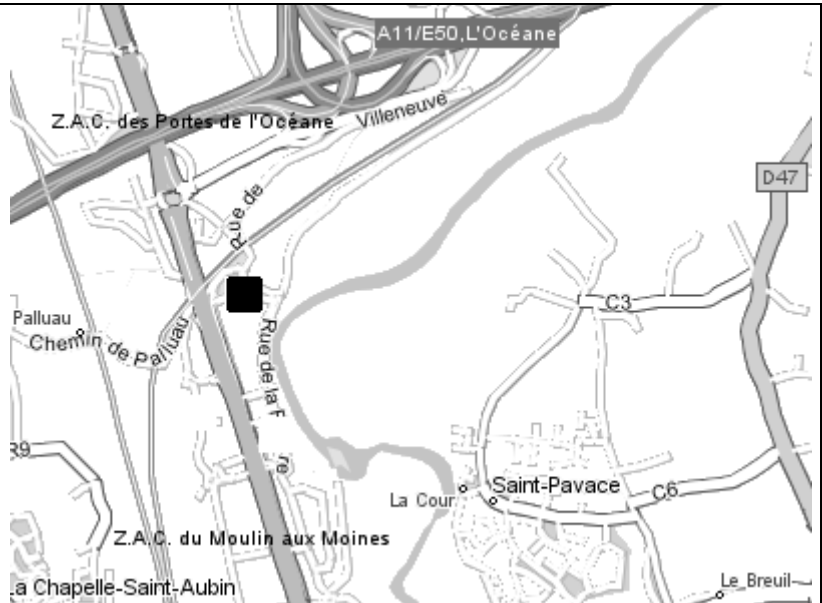 A11/E50,L'Océane
Z.A.C. des Portes de l'Océane
Villeneuve
D47
Rue de
C3
Palluau
Chemin de Palluau
Rue de la F
re
R9
La Cour
Saint-Pavace
C6
Z.A.C. du Moulin aux Moines
a Chapelle-Saint-Aubin
Le Breuil